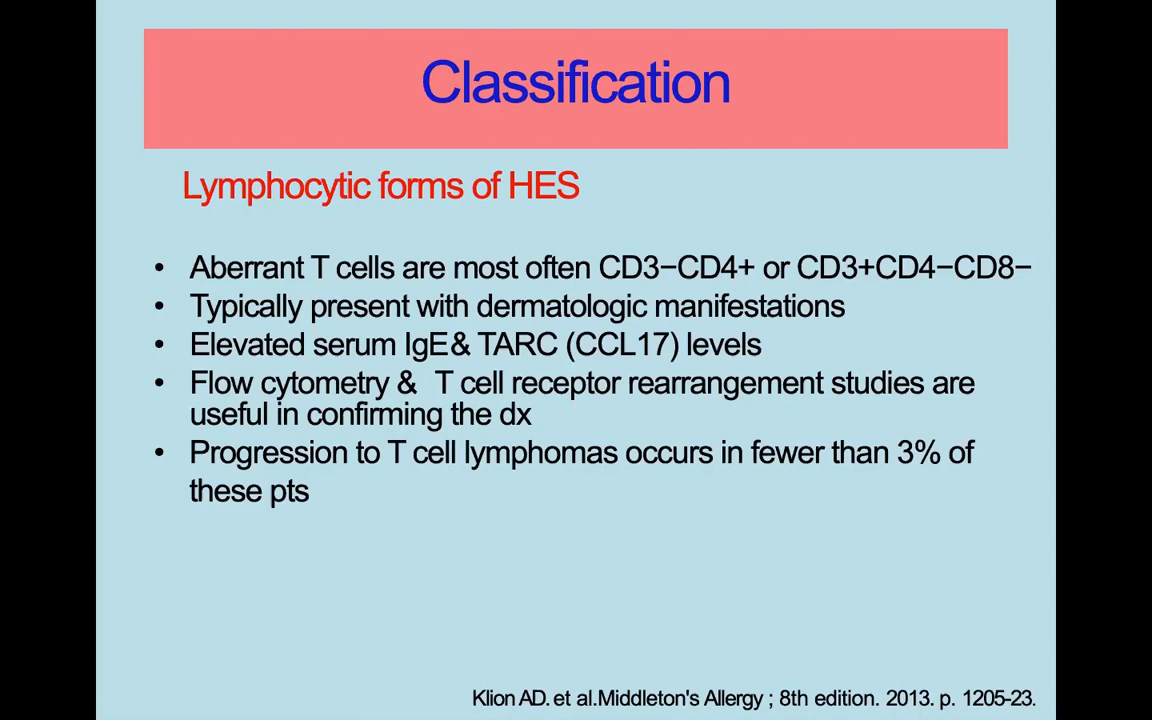 Classification
Lymphocytic forms of HES
• Aberrant T cells are most often CD3−CD4+ or CD3+CD4−CD8−
• Typically present with dermatologic manifestations
• Elevated serum IgE& TARC (CCL17) levels
• Flow cytometry & T cell receptor rearrangement studies are
useful in confirming the dx
• Progression to T cell lymphomas occurs in fewer than 3% of
these pts
Klion AD. et al.Middleton's Allergy ; 8th edition. 2013. p. 1205-23.